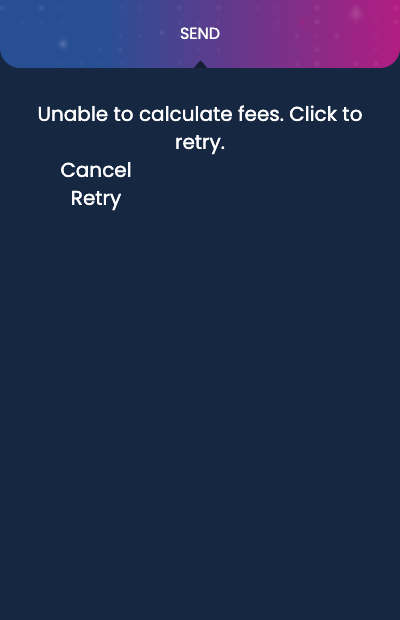 SEND
Unable to calculate fees. Click to
retry.
Cancel
Retry